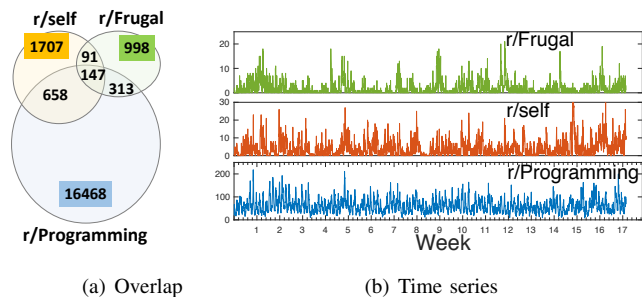 r/self
r/Frugal
1707
91
998
147
658
313
16468
r/Programming
(a) Overlap
r/Frugal
20
10
0
r/self
30
20
10
0
r/Programming
200
100
0
1 2 3 4 5 6 7 8 9 10 11 12 13 14 15 16 17
Week
(b) Time series